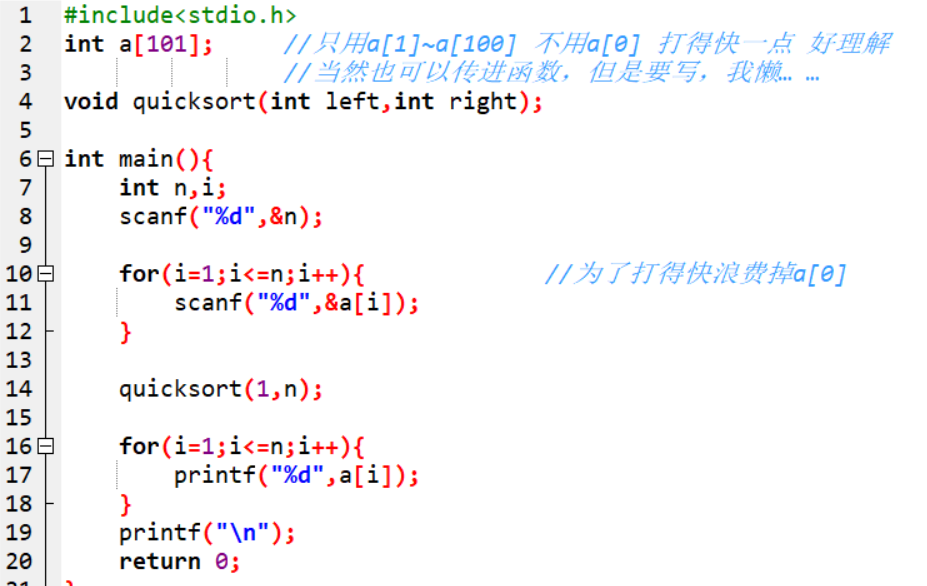 1 #include<stdio.h>
2 int a[101]; //只用a[1]~a[100] 不用a[0] 打得快一点 好理解
3 //当然也可以传进函数，但是要写，我懒… …
4 void quicksort(int left,int right);
5
6 int main(){
7 int n,i;
8 scanf("%d",&n);
9
10 for(i=1;i<=n;i++){ //为了打得快浪费掉a[0]
11 scanf("%d",&a[i]);
12 }
13
14 quicksort(1,n);
15
16 for(i=1;i<=n;i++){
17 printf("%d",a[i]);
18 }
19 printf("\n");
20 return 0;